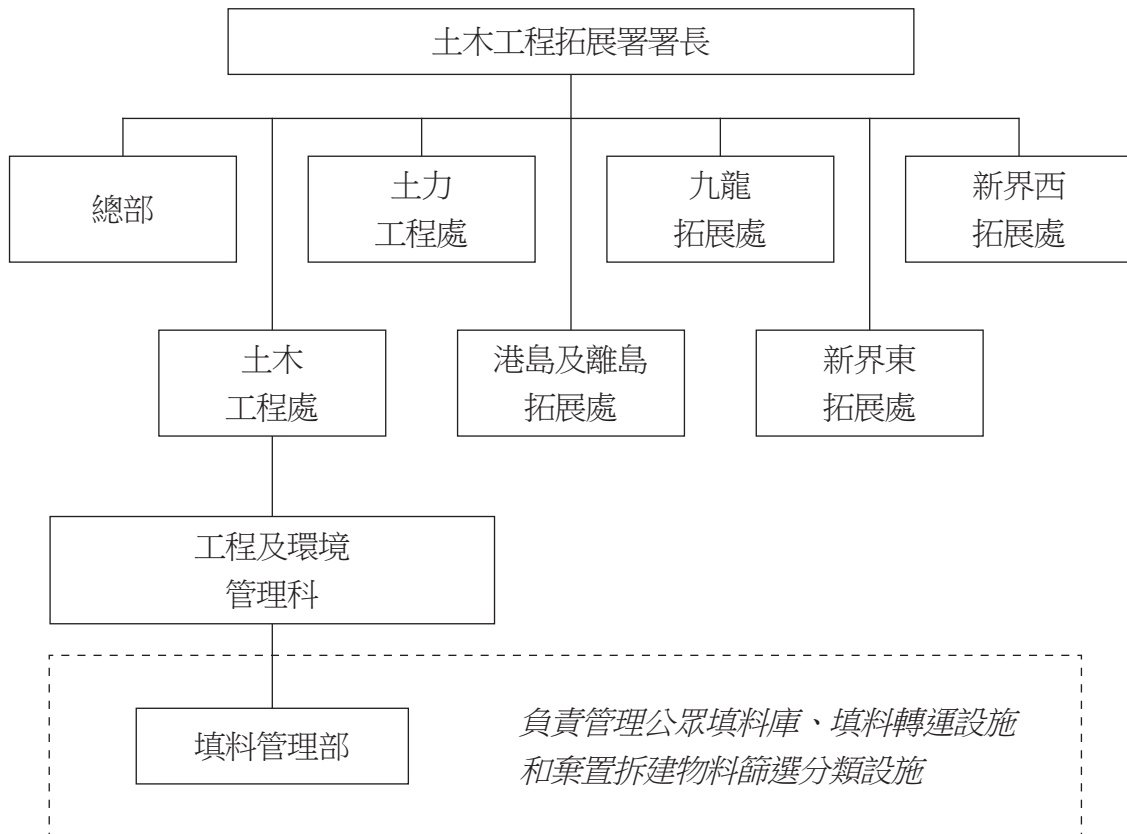 土木工程拓展署署長
總部
土力
工程處
九龍
拓展處
新界西
拓展處
土木
工程處
港島及離島
拓展處
新界東
拓展處
工程及環境
管理科
填料管理部
負責管理公眾填料庫、填料轉運設施
和棄置拆建物料篩選分類設施